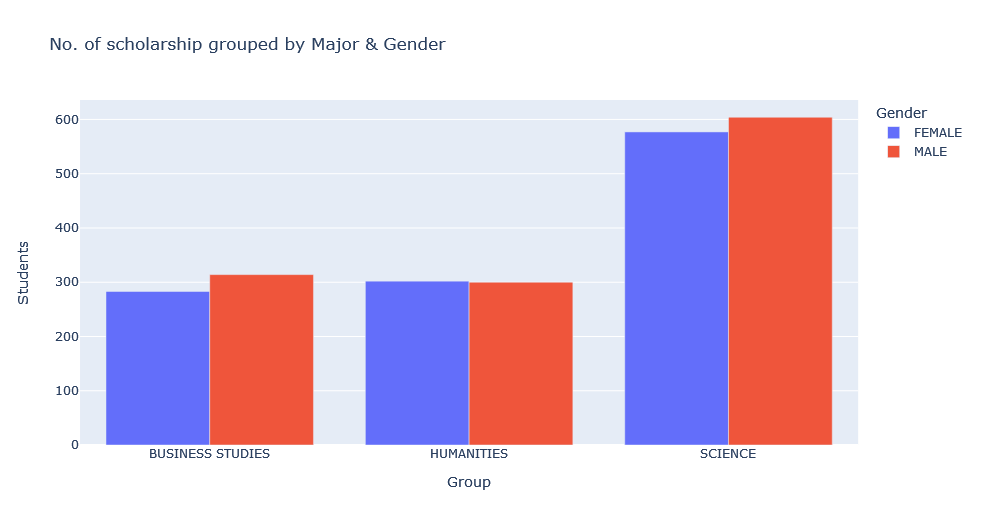 No. of scholarship grouped by Major & Gender
Gender
FEMALE
MALE
600
500
400
300
200
100
0
Students
BUSINESS STUDIES
HUMANITIES
SCIENCE
Group